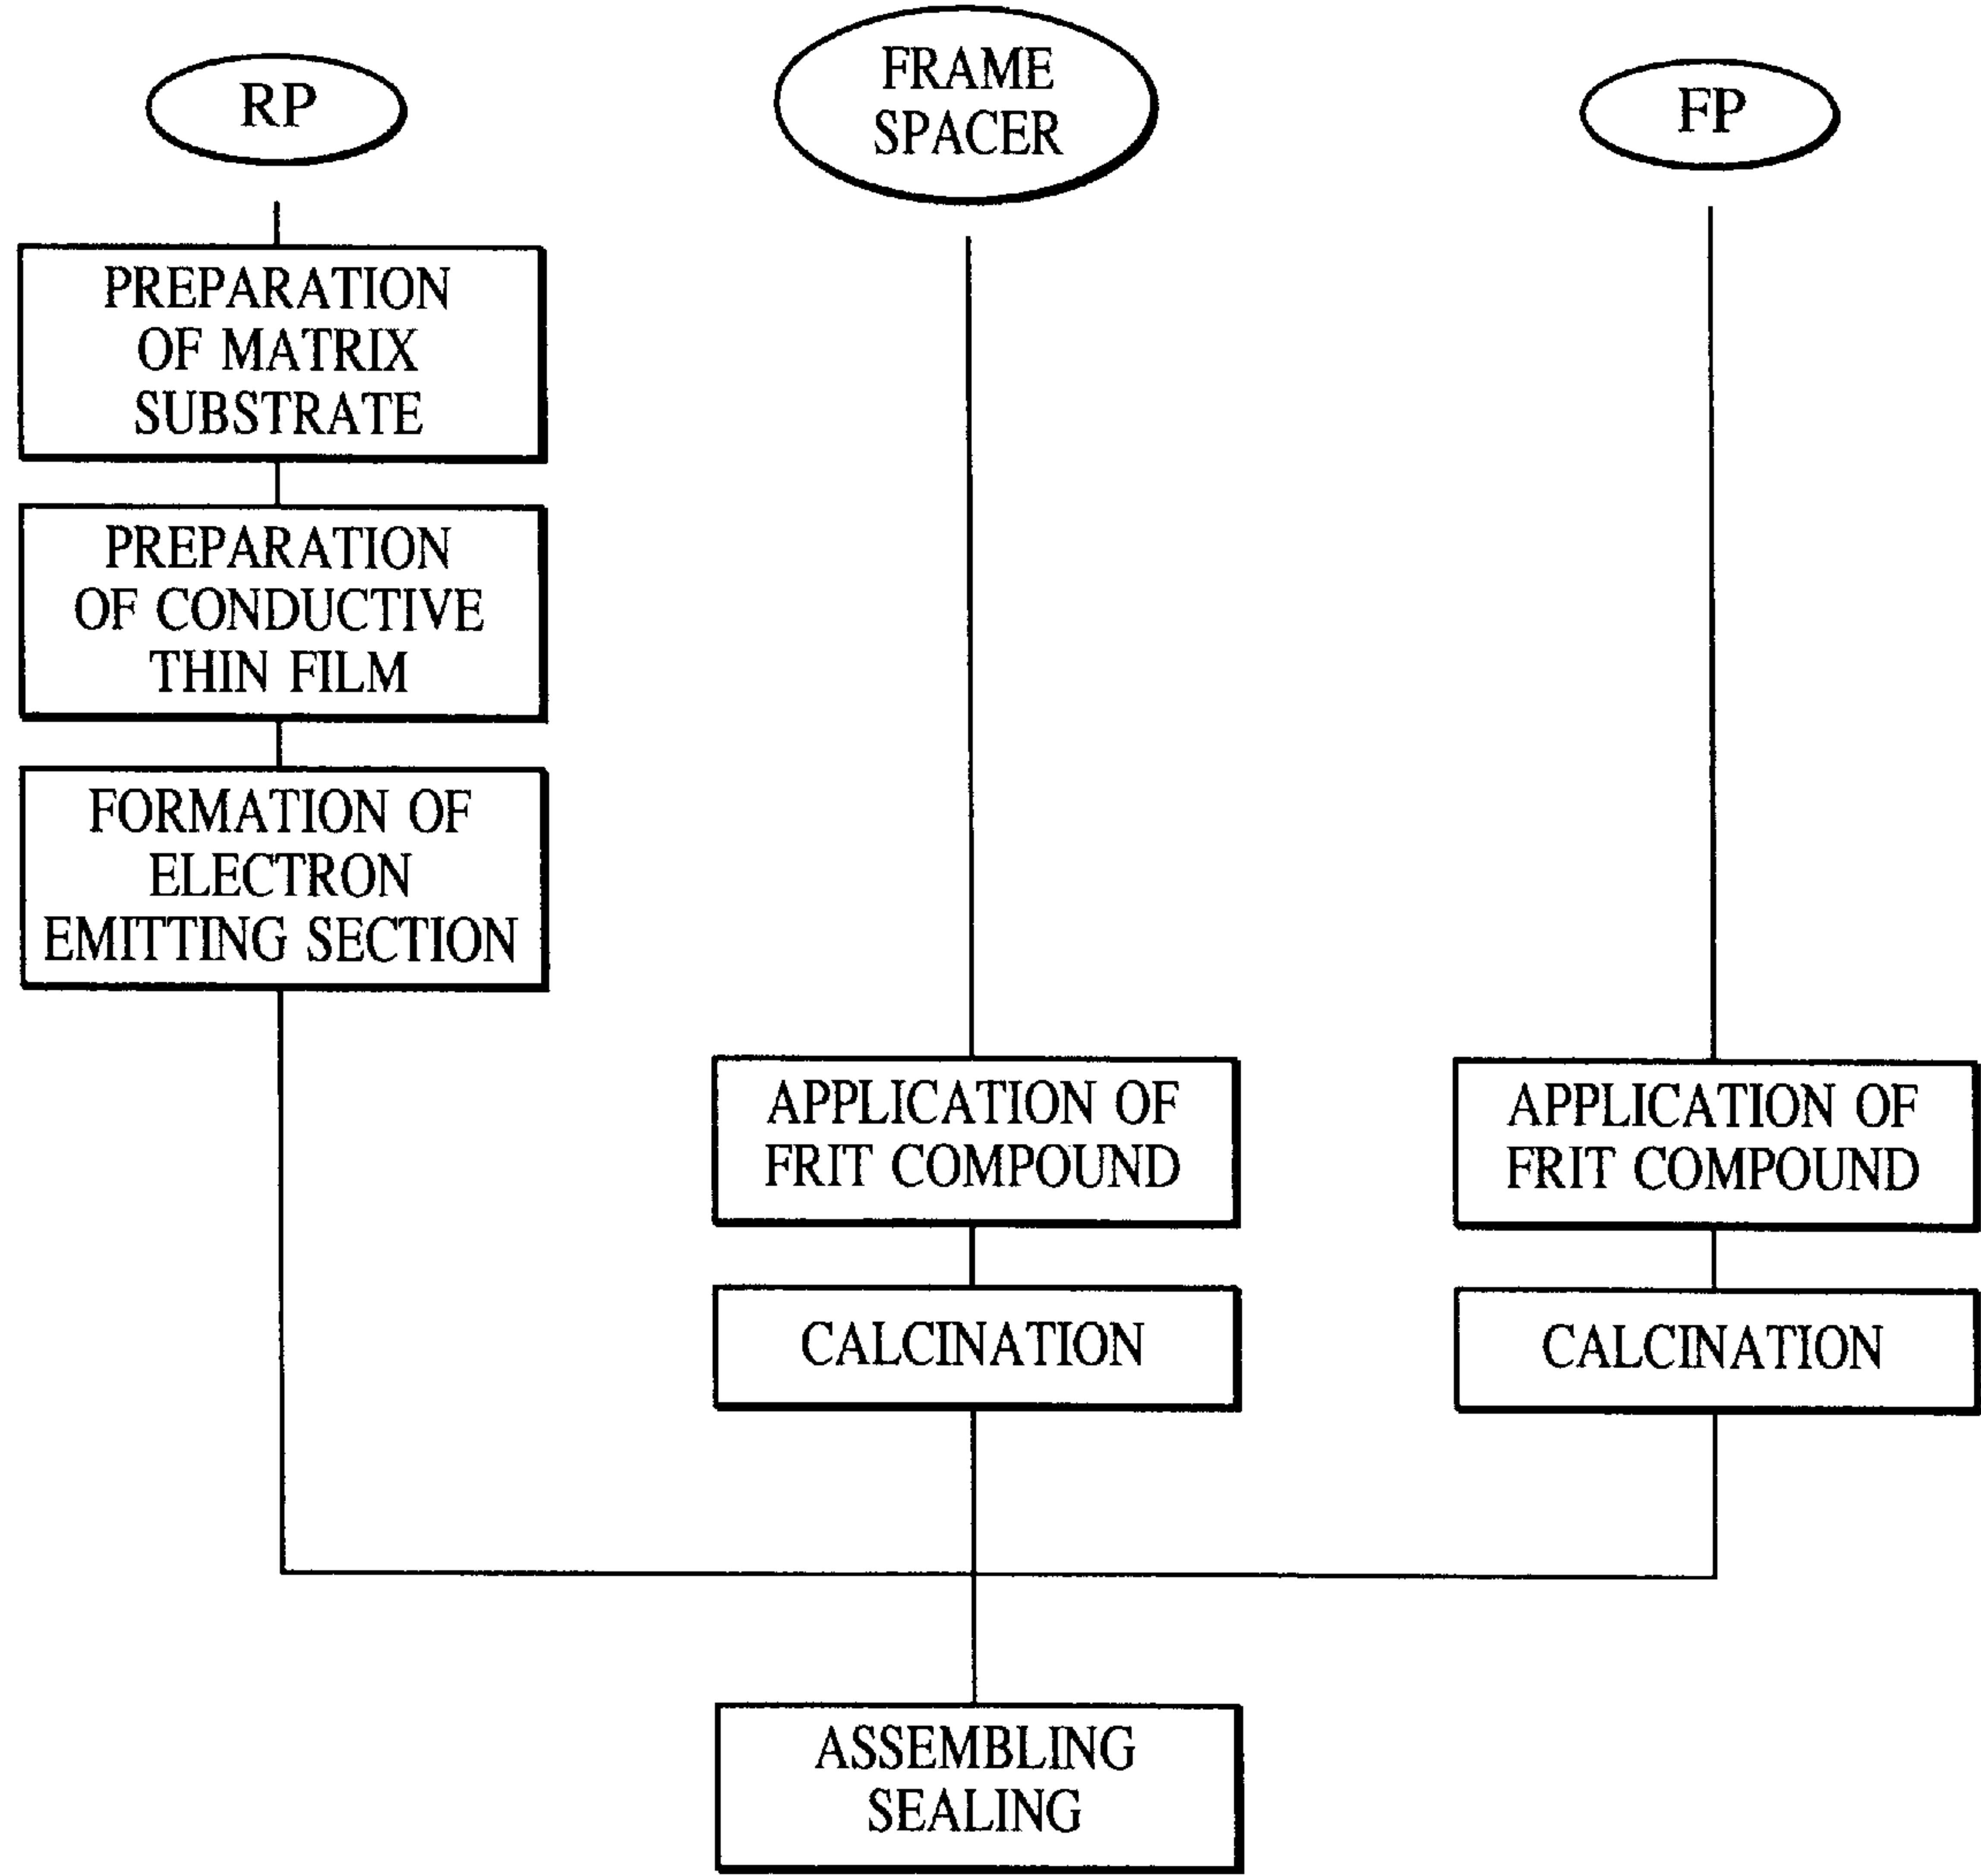 RP
FRAME
SPACER
FP
PREPARATION
OF MATRIX
SUBSTRATE
PREPARATION
OF CONDUCTIVE
THIN FILM
FORMATION OF
ELECTRON
EMITTING SECTION
APPLICATION OF
FRIT COMPOUND
APPLICATION OF
FRIT COMPOUND
CALCINATION
CALCINATION
ASSEMBLING
SEALING